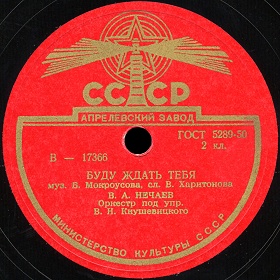 СССР
АПРЕЛЕВСКИЙ ЗАВОД
ГОСТ 5289-50
2 кл.
В — 17366
БУДУ ЖДАТЬ ТЕБЯ
муз. Б. Мокроусова, сл. В. Харитонова
В. А. НЕЧАЕВ
Оркестр под упр.
В. Н. Кнушевицкого
МИНИСТЕРСТВО КУЛЬТУРЫ СССР